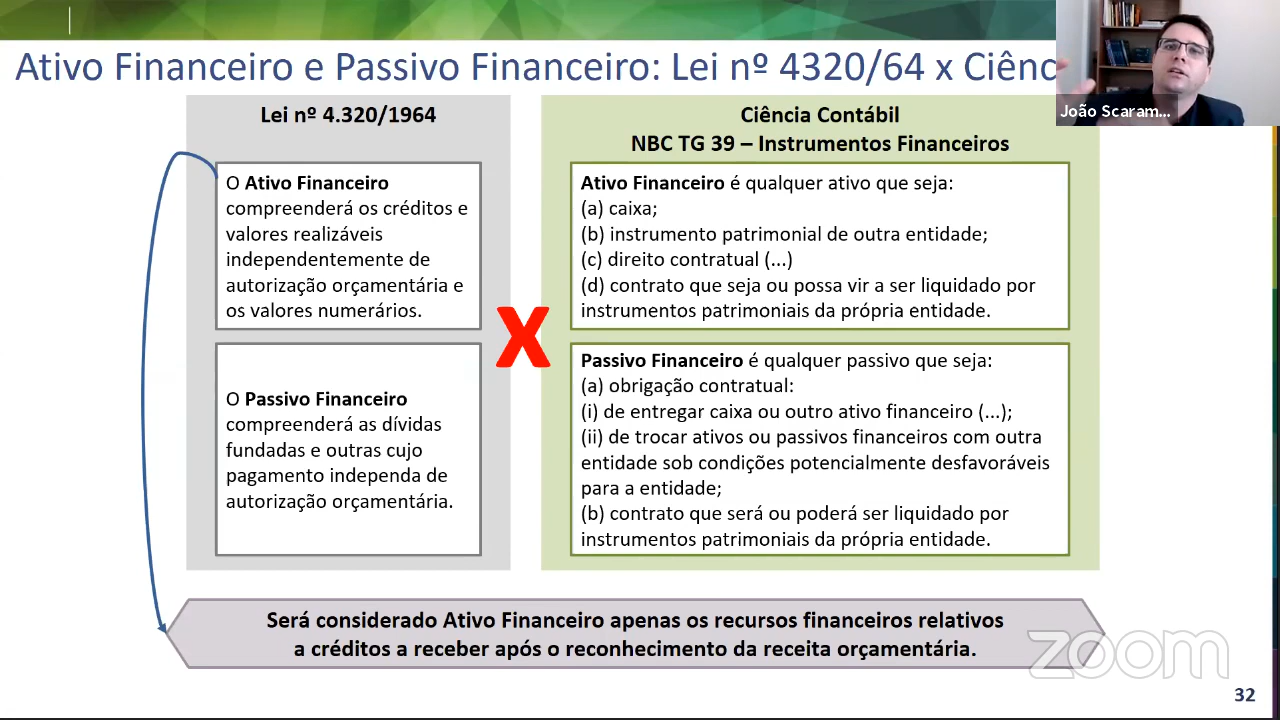 Ativo Financeiro e Passivo Financeiro: Lei nº 4320/64 x Ciênc
João Scaram...
Lei nº 4.320/1964
O Ativo Financeiro
compreenderá os créditos e
valores realizáveis
independentemente de
autorização orçamentária e
os valores numerários.
O Passivo Financeiro
compreenderá as dívidas
fundadas e outras cujo
pagamento independa de
autorização orçamentária.
X
Ciência Contábil
NBC TG 39 – Instrumentos Financeiros
Ativo Financeiro é qualquer ativo que seja:
(a) caixa;
(b) instrumento patrimonial de outra entidade;
(c) direito contratual (...)
(d) contrato que seja ou possa vir a ser liquidado por
instrumentos patrimoniais da própria entidade.
Passivo Financeiro é qualquer passivo que seja:
(a) obrigação contratual:
(i) de entregar caixa ou outro ativo financeiro (...);
(ii) de trocar ativos ou passivos financeiros com outra
entidade sob condições potencialmente desfavoráveis
para a entidade;
(b) contrato que será ou poderá ser liquidado por
instrumentos patrimoniais da própria entidade.
Será considerado Ativo Financeiro apenas os recursos financeiros relativos
a créditos a receber após o reconhecimento da receita orçamentária.
zoom
32